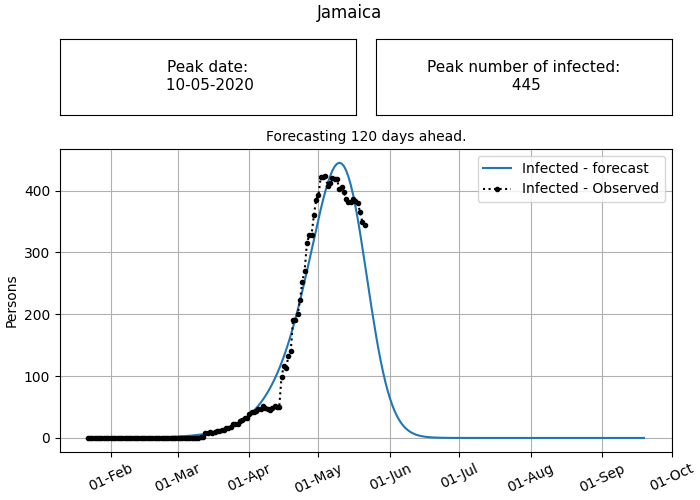 Jamaica
Peak date:
10-05-2020
Peak number of infected:
445
Forecasting 120 days ahead.
Infected - forecast
Infected - Observed
Persons
400
300
200
100
0
01-Feb
01-Mar
01-Apr
01-May
01-Jun
01-Jul
01-Aug
01-Sep
01-Oct